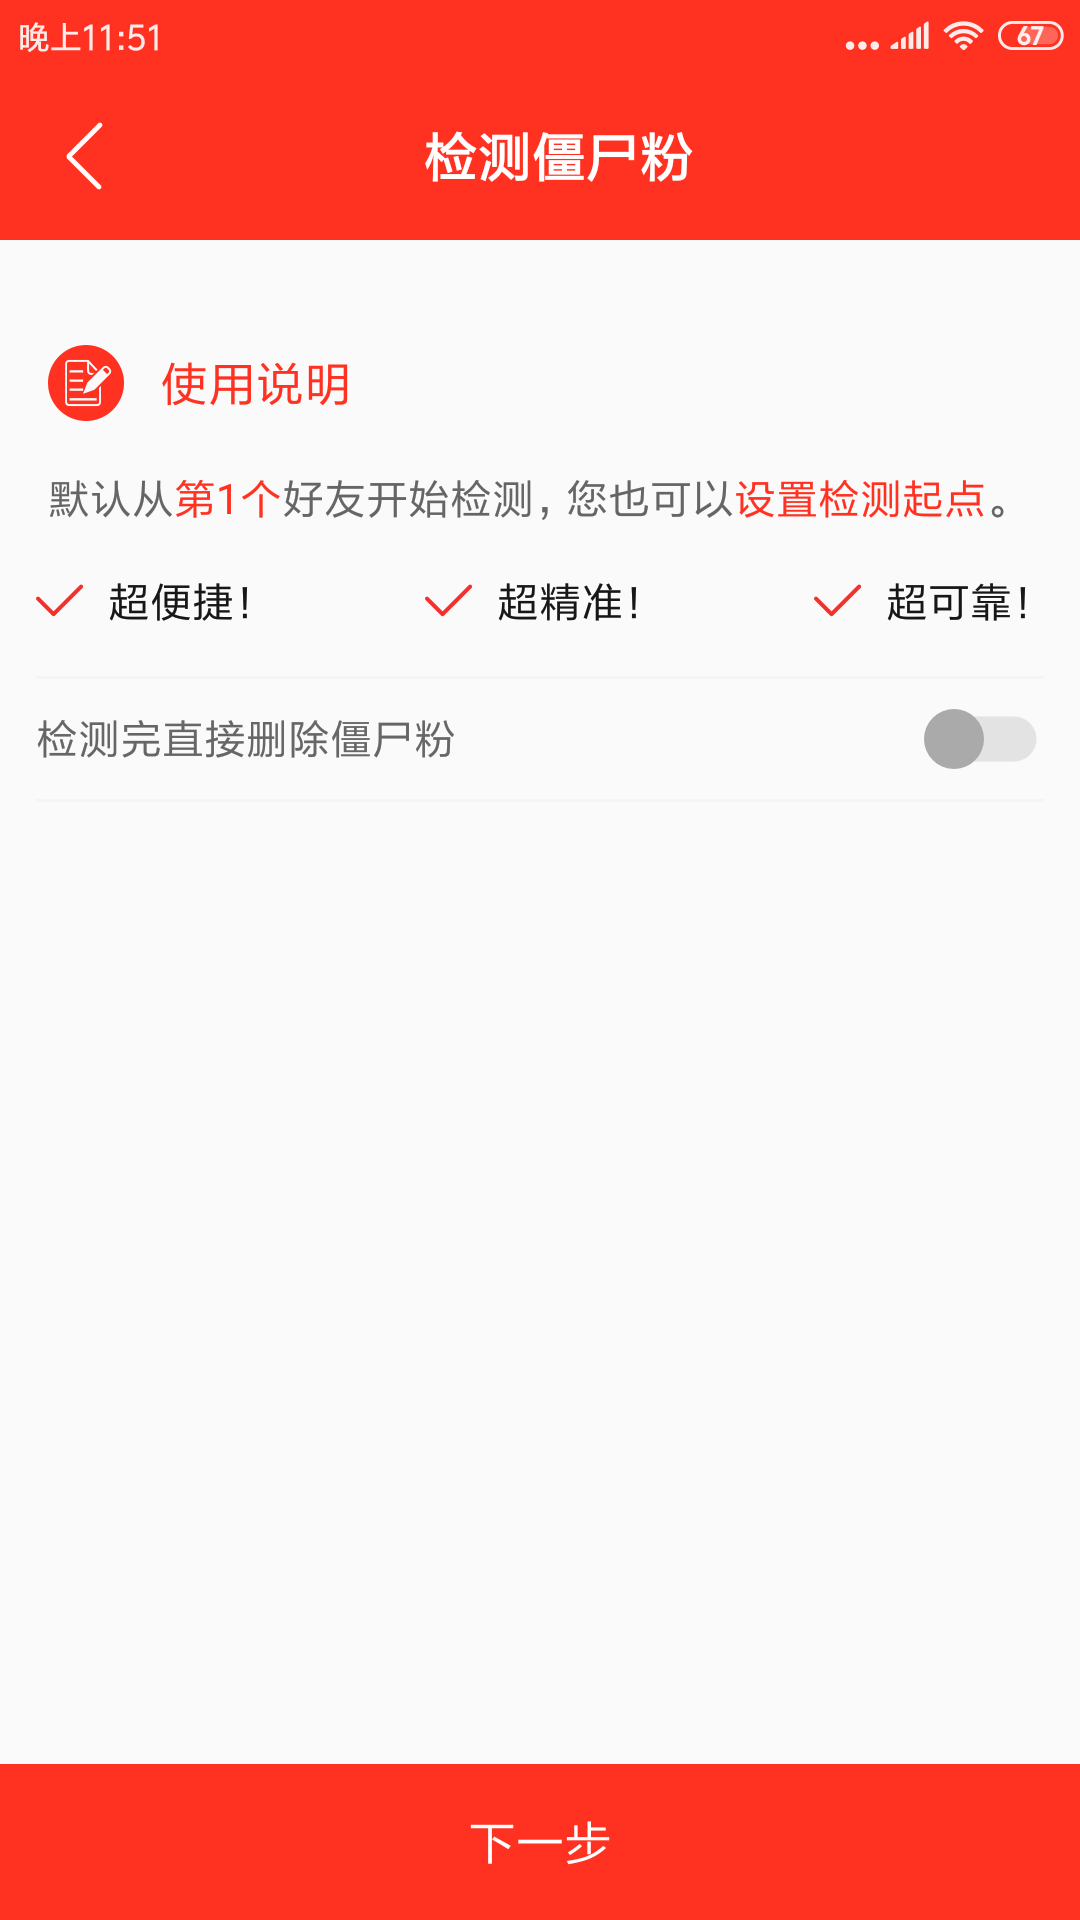 晚上11:51
67
检测僵尸粉
使用说明
默认从第1个好友开始检测，您也可以设置检测起点。
超便捷！ 超精准！ 超可靠！
检测完直接删除僵尸粉
下一步